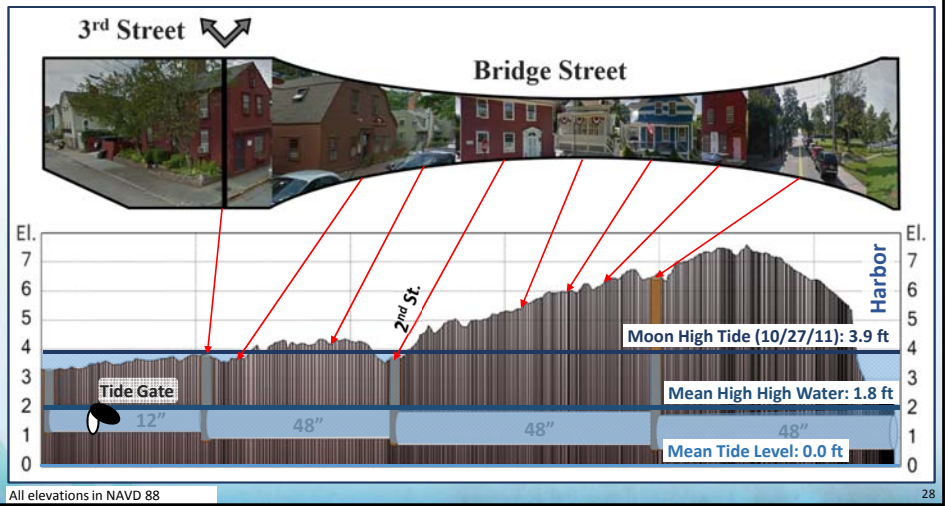 3rd Street
Bridge Street
El.
El.
7
7
6
6
5
5
4
4
3
3
2
2
1
1
0
0
2nd St.
Harbor
Moon High Tide (10/27/11): 3.9 ft
Tide Gate
Mean High High Water: 1.8 ft
12”
48”
48”
48”
Mean Tide Level: 0.0 ft
All elevations in NAVD 88
28